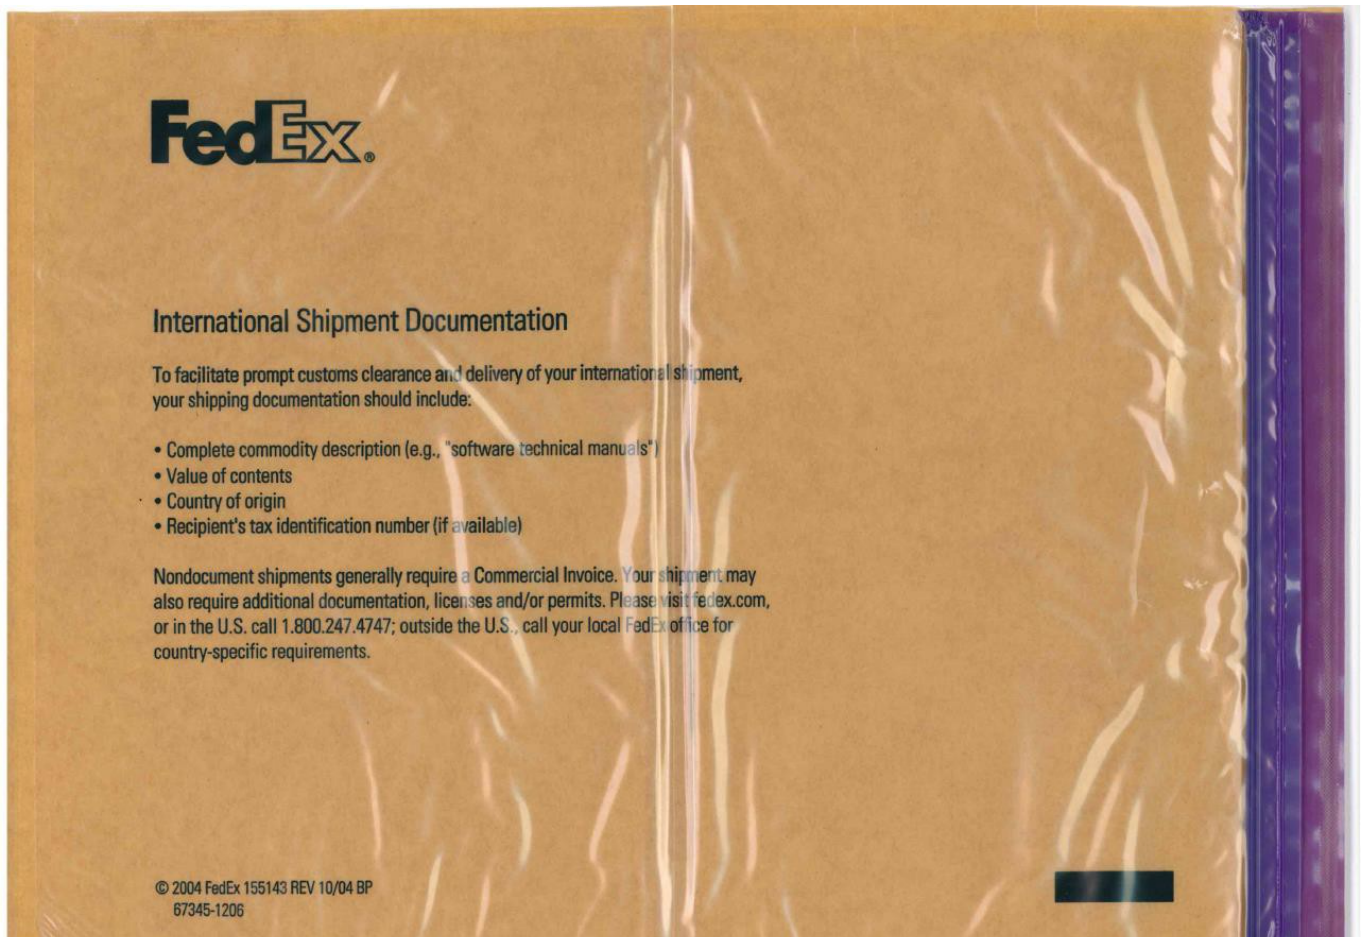 FedEx®
International Shipment Documentation
To facilitate prompt customs clearance and delivery of your international shipment,
your shipping documentation should include:
• Complete commodity description (e.g., "software technical manuals")
• Value of contents
• Country of origin
• Recipient's tax identification number (if available)
Nondocument shipments generally require a Commercial Invoice. Your shipment may
also require additional documentation, licenses and/or permits. Please visit fedex.com,
or in the U.S. call 1.800.247.4747; outside the U.S., call your local FedEx office for
country-specific requirements.
© 2004 FedEx 155143 REV 10/04 BP
67345-1206